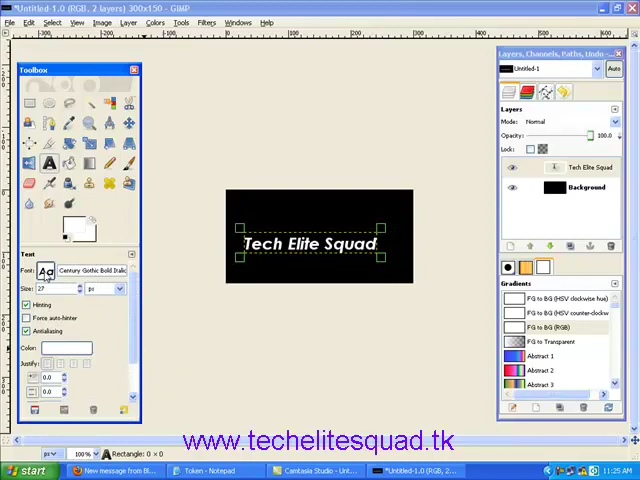 *Untitled-1.0 (RGB, 2 layers) 300x150 – GIMP
File Edit Select View Image Layer Colors Tools Filters Windows Help
Toolbox
Text
Font: Century Gothic Bold Italic
Size: 27 px
Hinting
Force auto-hinter
Antialiasing
Color:
Justify:
0.0
0.0
Tech Elite Squad
Layers, Channels, Paths, Undo -
Untitled-1
Auto
Layers
Mode: Normal
Opacity: 100.0
Lock:
Tech Elite Squad
Background
Gradients
FG to BG (HSV clockwise hue)
FG to BG (HSV counter-clockw
FG to BG (RGB)
FG to Transparent
Abstract 1
Abstract 2
Abstract 3
px 100% Rectangle: 0 × 0
www.techelitesquad.tk
start
New message from Bl...
Token - Notepad
Camtasia Studio - Unt...
*Untitled-1.0 (RGB, 2 ...
11:25 AM